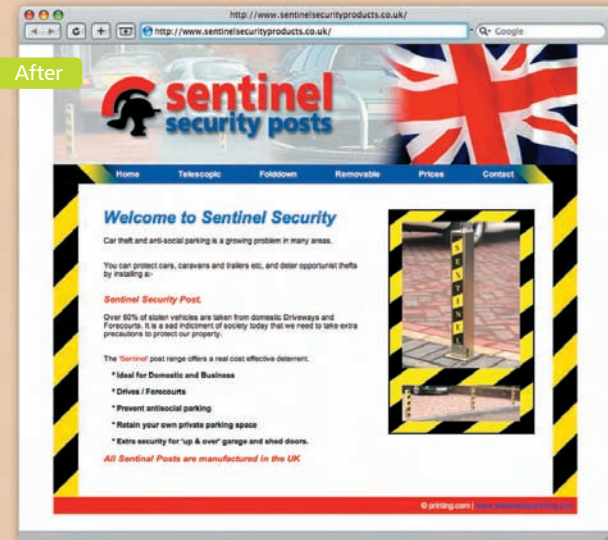 http://www.sentinelsecurityproducts.co.uk/
http://www.sentinelsecurityproducts.co.uk/
Google
After
sentinel
security posts
Home Telescopic Folddown Removable Prices Contact
Welcome to Sentinel Security
Car theft and anti-social parking is a growing problem in many areas.
You can protect cars, caravans and trailers etc, and deter opportunist thefts
by installing a:-
Sentinel Security Post.
Over 60% of stolen vehicles are taken from domestic Driveways and
Forecourts. It is a sad indictment of society today that we need to take extra
precautions to protect our property.
The 'Sentinel' post range offers a real cost effective deterrent.
* Ideal for Domestic and Business
* Drives / Forecourts
* Prevent antisocial parking
* Retain your own private parking space
* Extra security for 'up & over' garage and shed doors.
All Sentinal Posts are manufactured in the UK
SENTINEL
© printing.com |